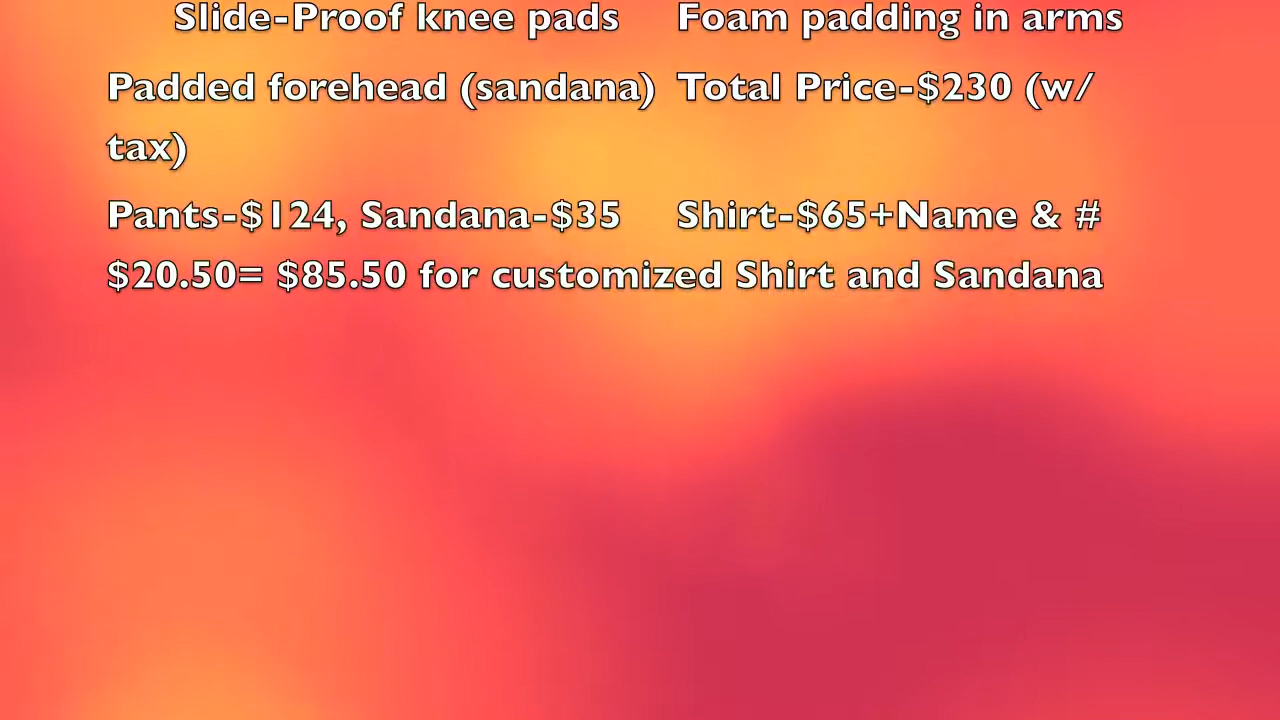 Slide-Proof knee pads Foam padding in arms
Padded forehead (sandana) Total Price-$230 (w/
tax)
Pants-$124, Sandana-$35 Shirt-$65+Name & #
$20.50= $85.50 for customized Shirt and Sandana